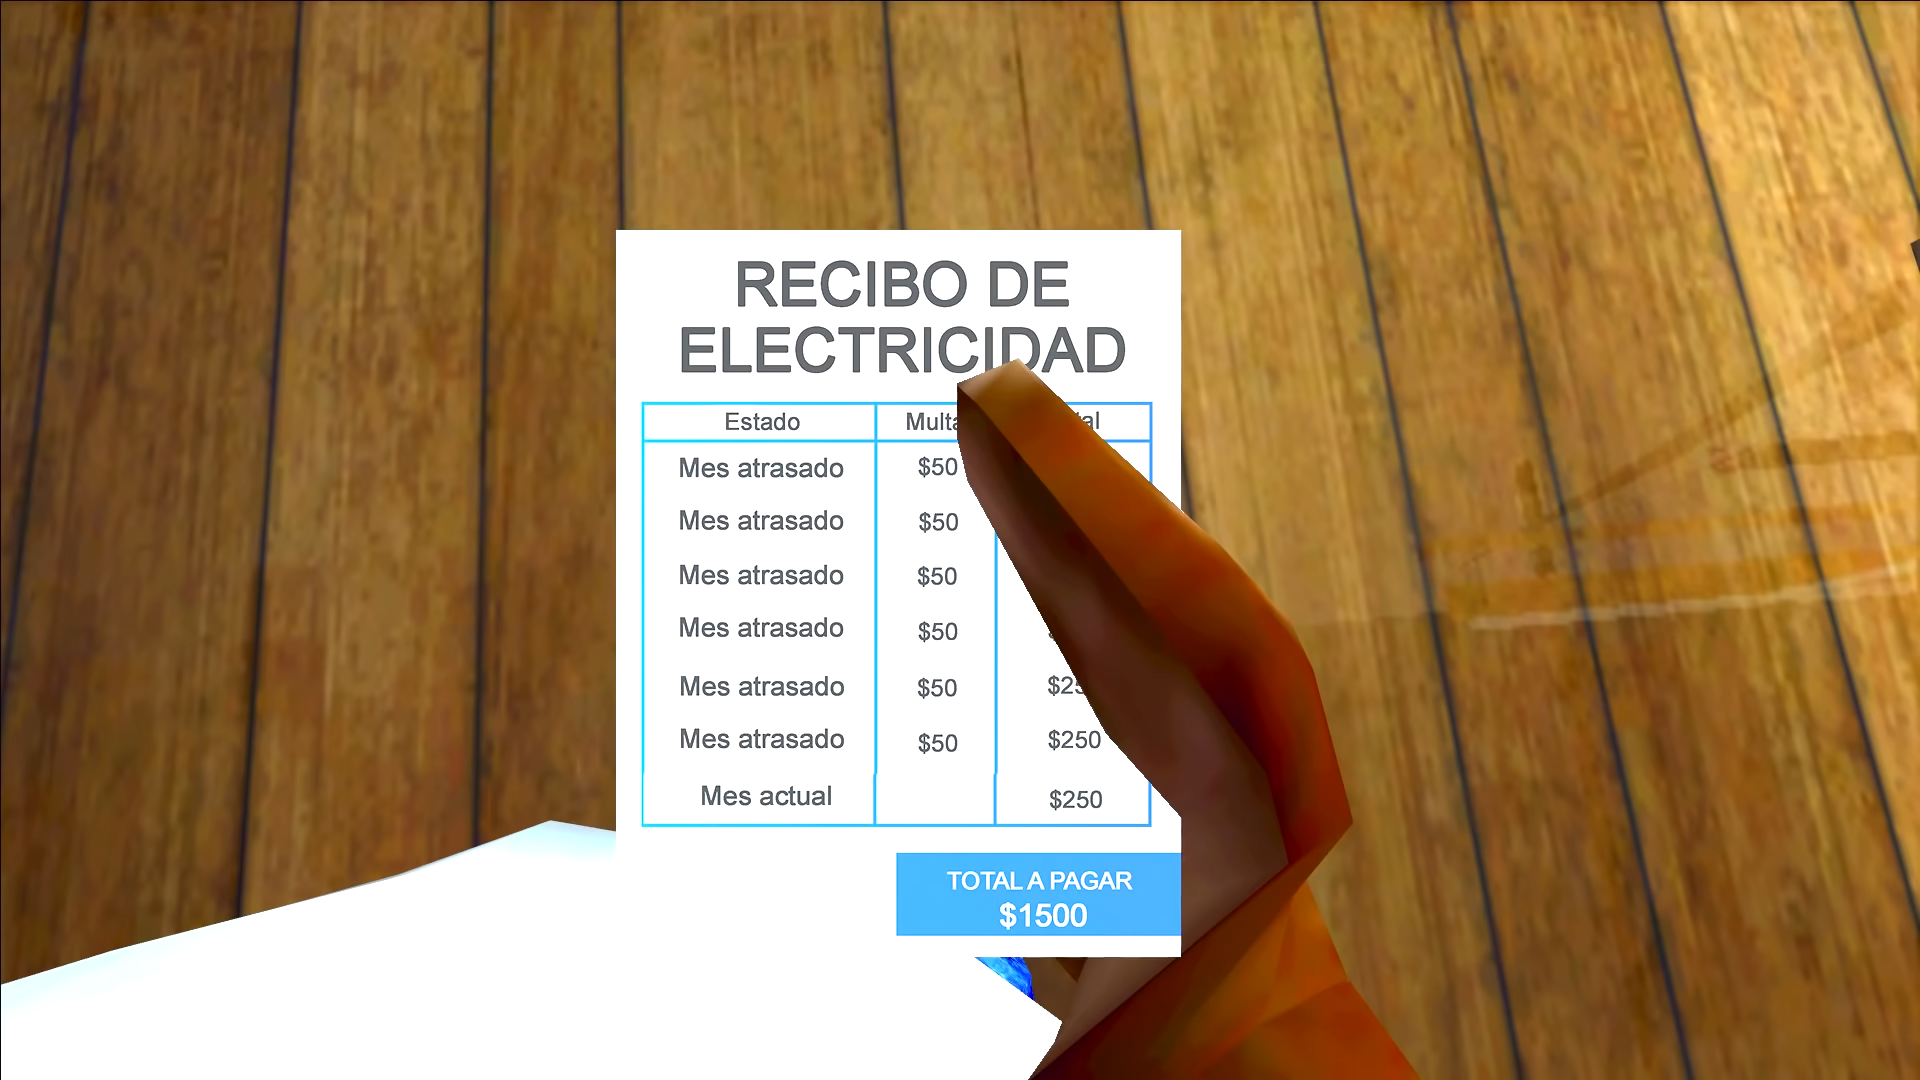 RECIBO DE
ELECTRICIDAD
Estado Multa
Mes atrasado $50
Mes atrasado $50
Mes atrasado $50
Mes atrasado $50
Mes atrasado $50
Mes atrasado $50 $250
Mes actual $250
TOTAL A PAGAR
$1500